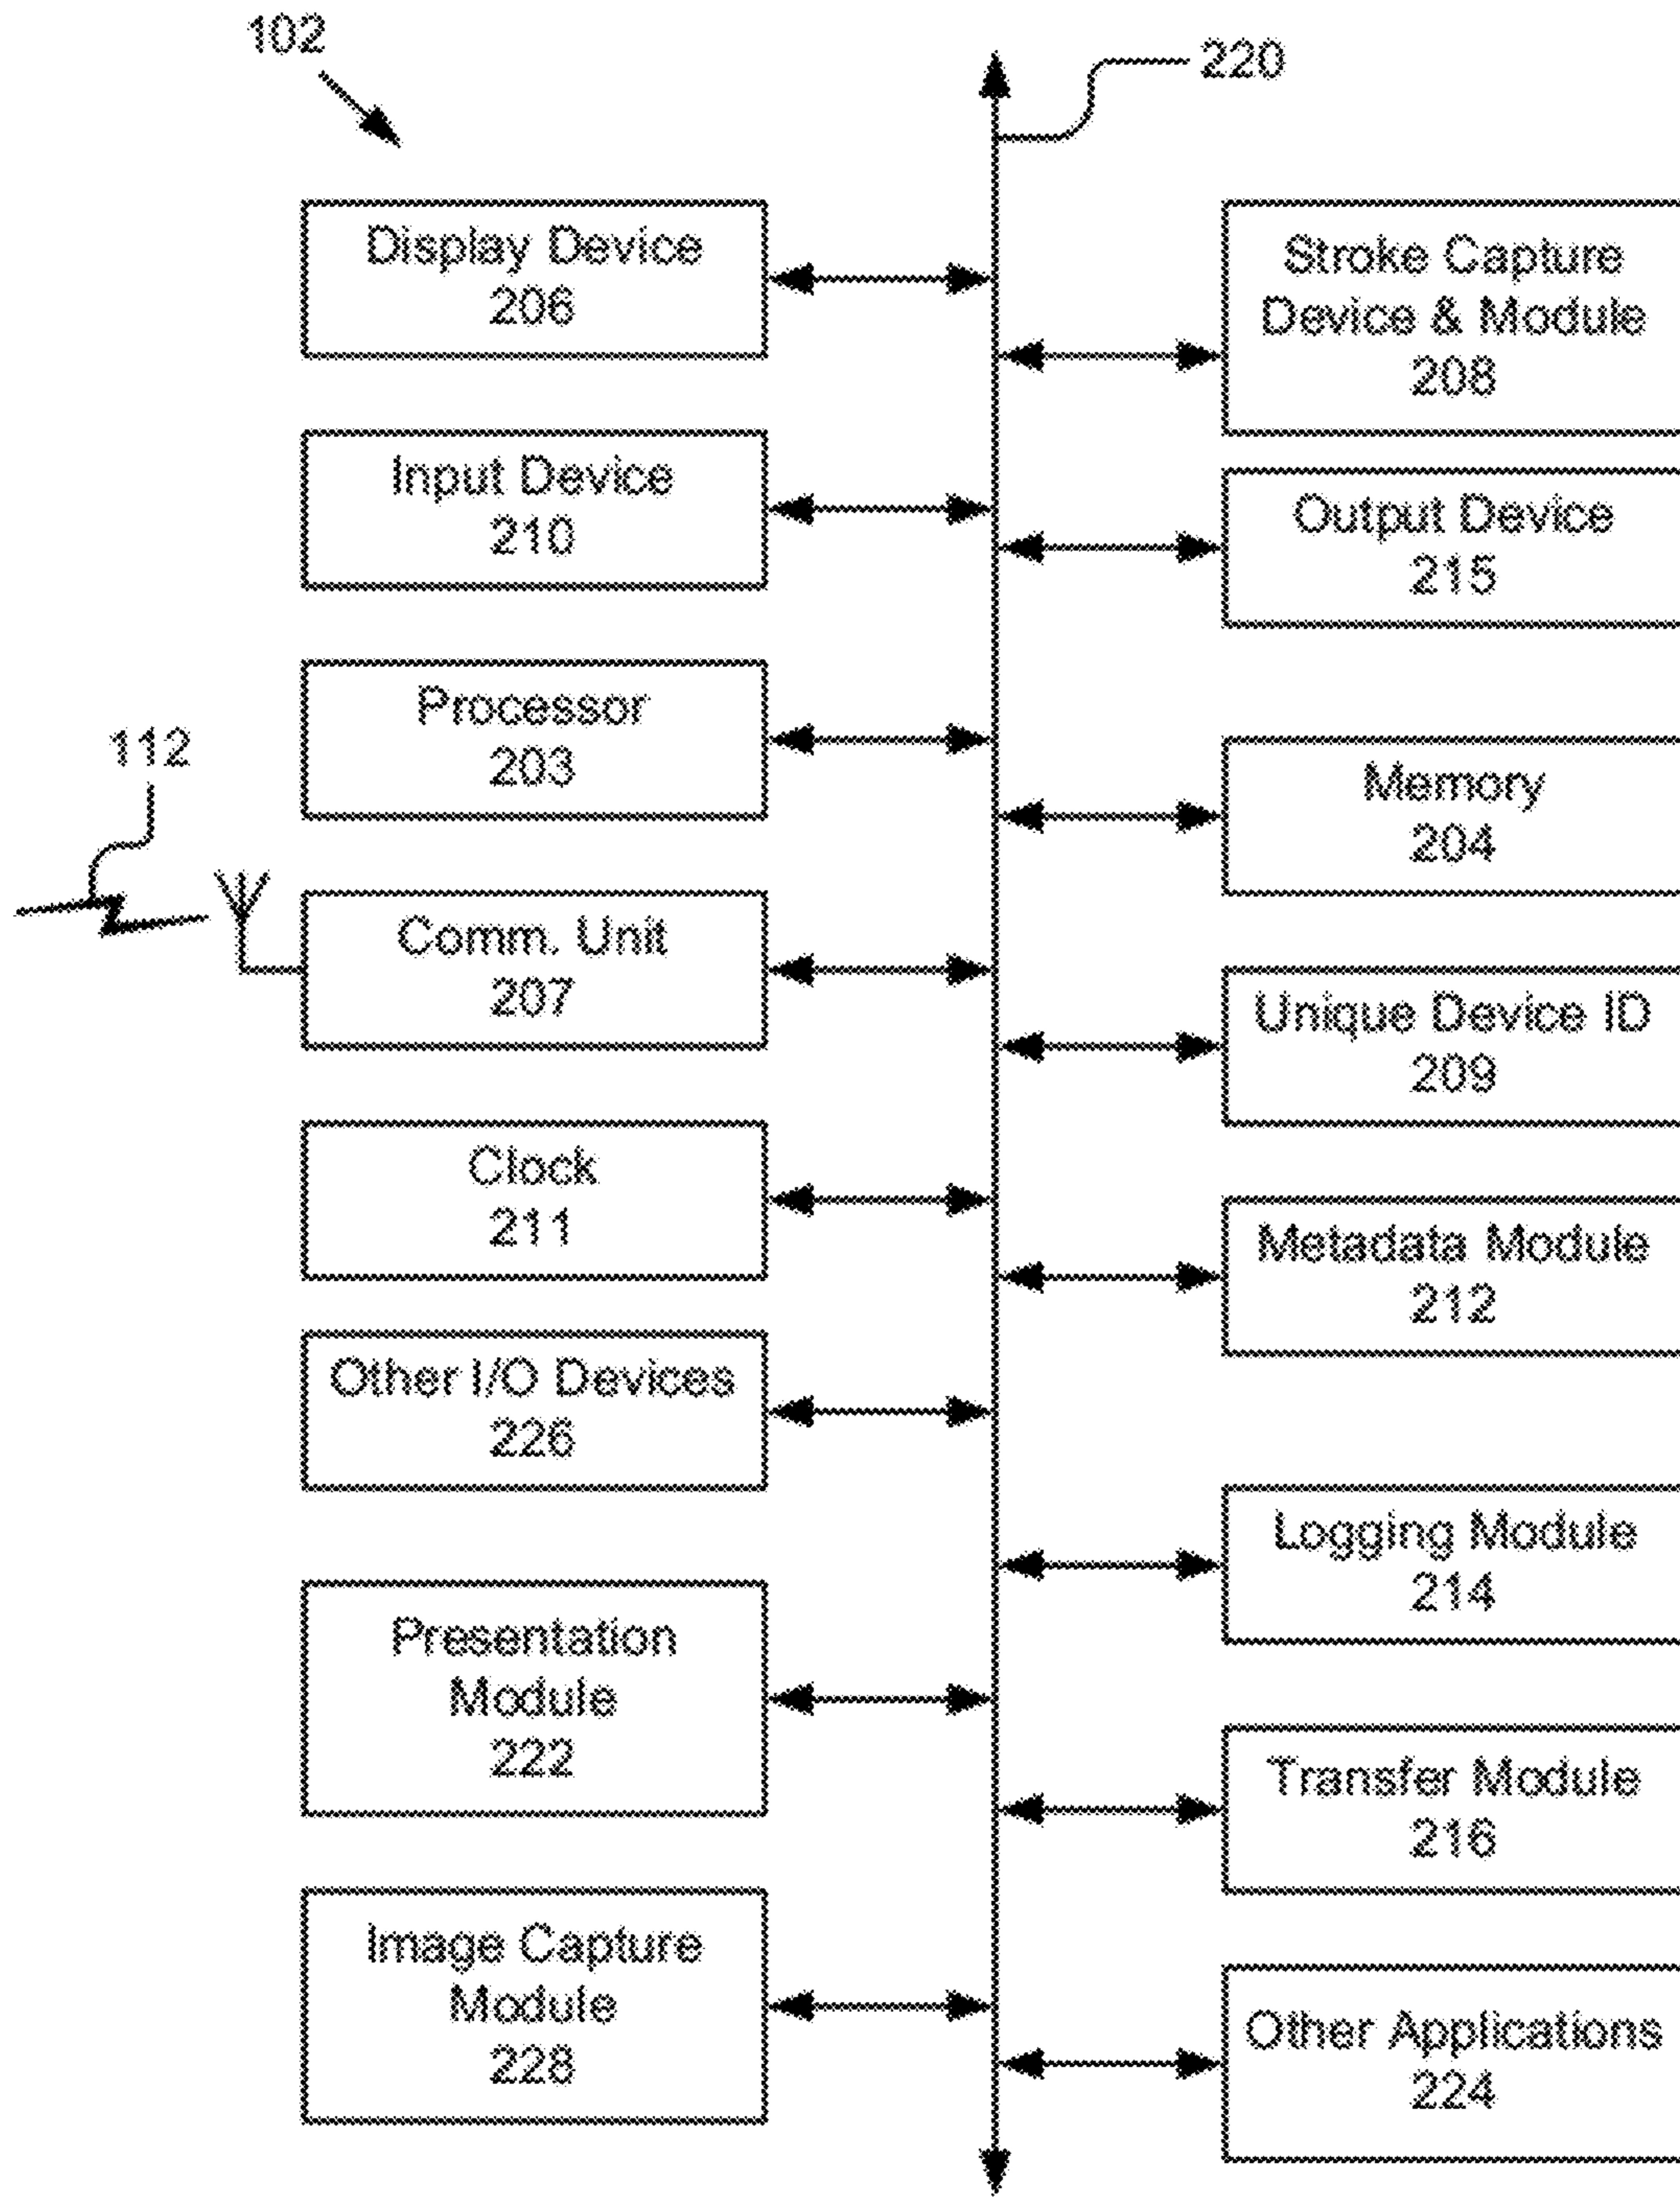 102
220
Display Device
206
Stroke Capture
Device & Module
208
Input Device
210
Output Device
215
Processor
203
112
Memory
204
Comm. Unit
207
Unique Device ID
209
Clock
211
Metadata Module
212
Other I/O Devices
226
Logging Module
214
Presentation
Module
222
Transfer Module
216
Image Capture
Module
228
Other Applications
224